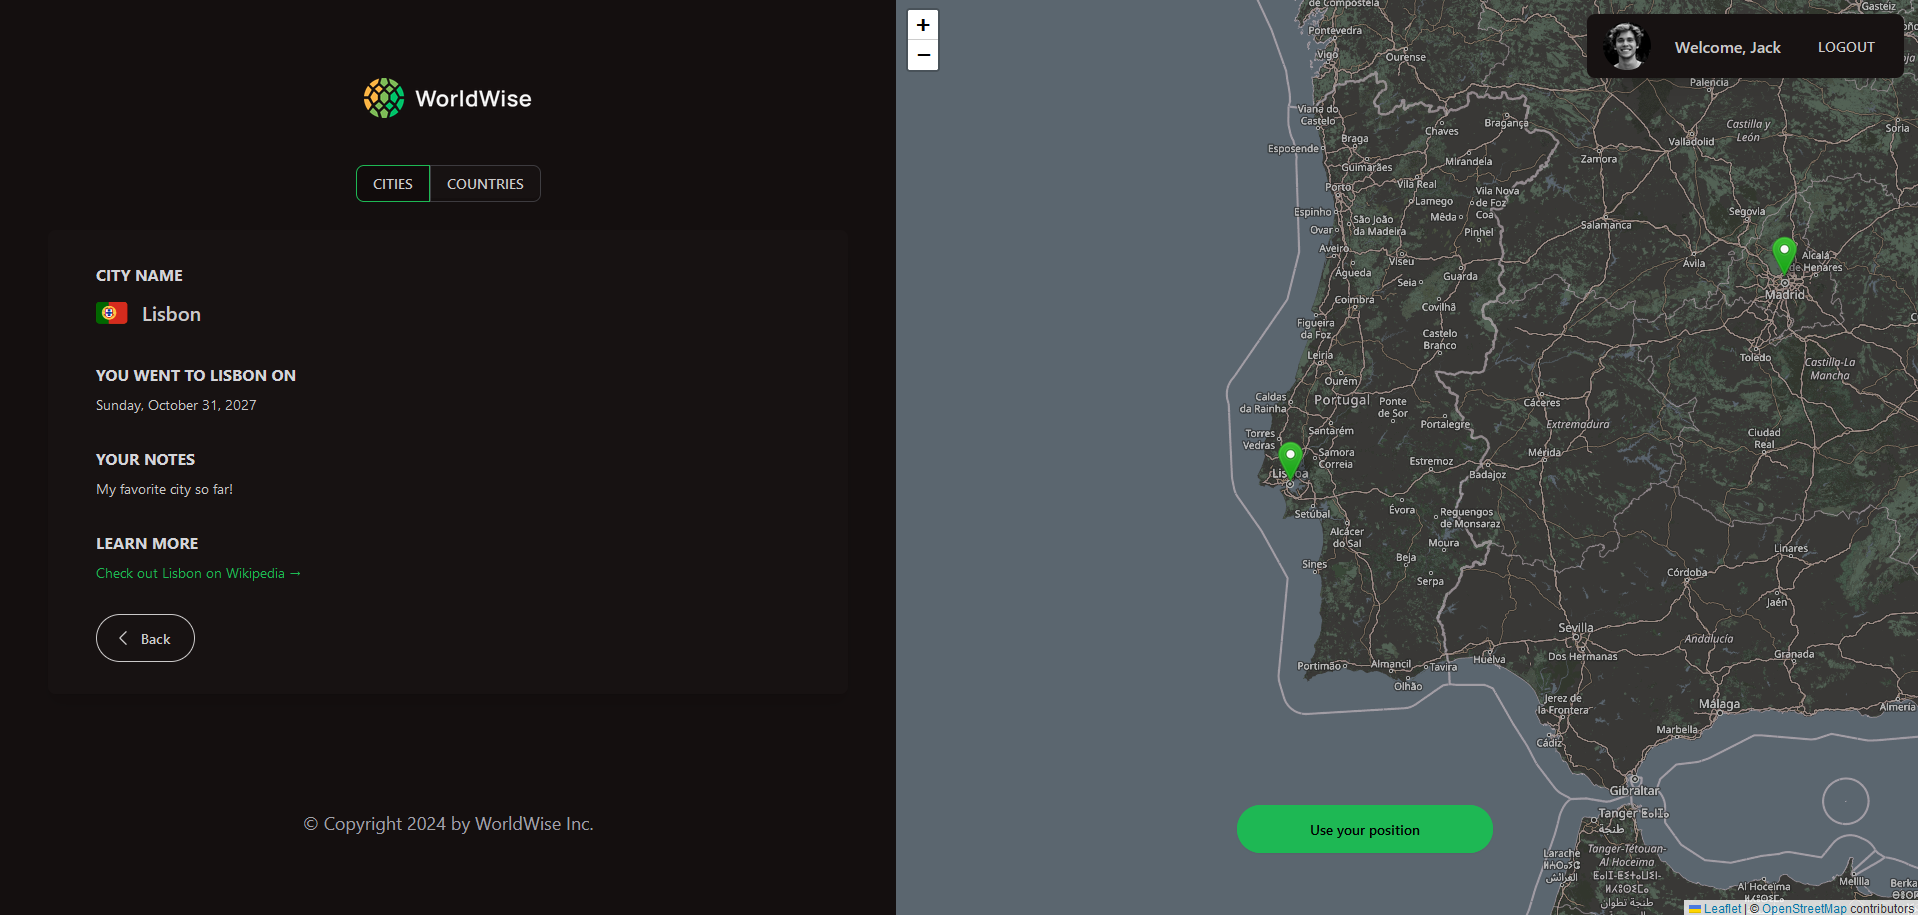 WorldWise
CITIES
COUNTRIES
CITY NAME
Lisbon
YOU WENT TO LISBON ON
Sunday, October 31, 2027
YOUR NOTES
My favorite city so far!
LEARN MORE
Check out Lisbon on Wikipedia →
Back
© Copyright 2024 by WorldWise Inc.
+
−
Welcome, Jack
LOGOUT
de Compostela
Pontevedra
Vigo
Ourense
Gasteiz
Palencia
Viana do
Castelo
Braga
Chaves
Bragança
Castilla y
León
Soria
Valladolid
Esposende
Guimarães
Mirandela
Zamora
Porto
Vila Real
Vila Nova
de Foz
Coa
Lamego
Espinho
São João
da Madeira
Mêda
Segovia
Salamanca
Ovar
Pinhel
Aveiro
Viseu
Ávila
Alcalá
de Henares
Agueda
Seia
Guarda
Madrid
Coimbra
Covilhã
Figueira
da Foz
Castelo
Branco
Leiria
Toledo
Castilla-La
Mancha
Ourém
Caldas
da Rainha
Portugal
Ponte
de Sor
Cáceres
Portalegre
Extremadura
Torres
Vedras
Santarém
Ciudad
Real
Samora
Correia
Estremoz
Mérida
Lisboa
Badajoz
Setúbal
Évora
Reguengos
de Monsaraz
Alcácer
do Sal
Moura
Linares
Sines
Beja
Serpa
Córdoba
Jaén
Sevilla
Andalucía
Dos Hermanas
Granada
Portimão
Almancil
Tavira
Huelva
Olhão
Jerez de
la Frontera
Málaga
Almería
Marbella
Cádiz
Gibraltar
Tanger ⵟⴰⵏⵊⴰ
طنجة
Larache
ⵍⵄⵔⴰⵢⵛ
العرائش
Tanger-Tétouan-
Al Hoceima
Al Hoceima
Melilla
Use your position
Leaflet | © OpenStreetMap contributors